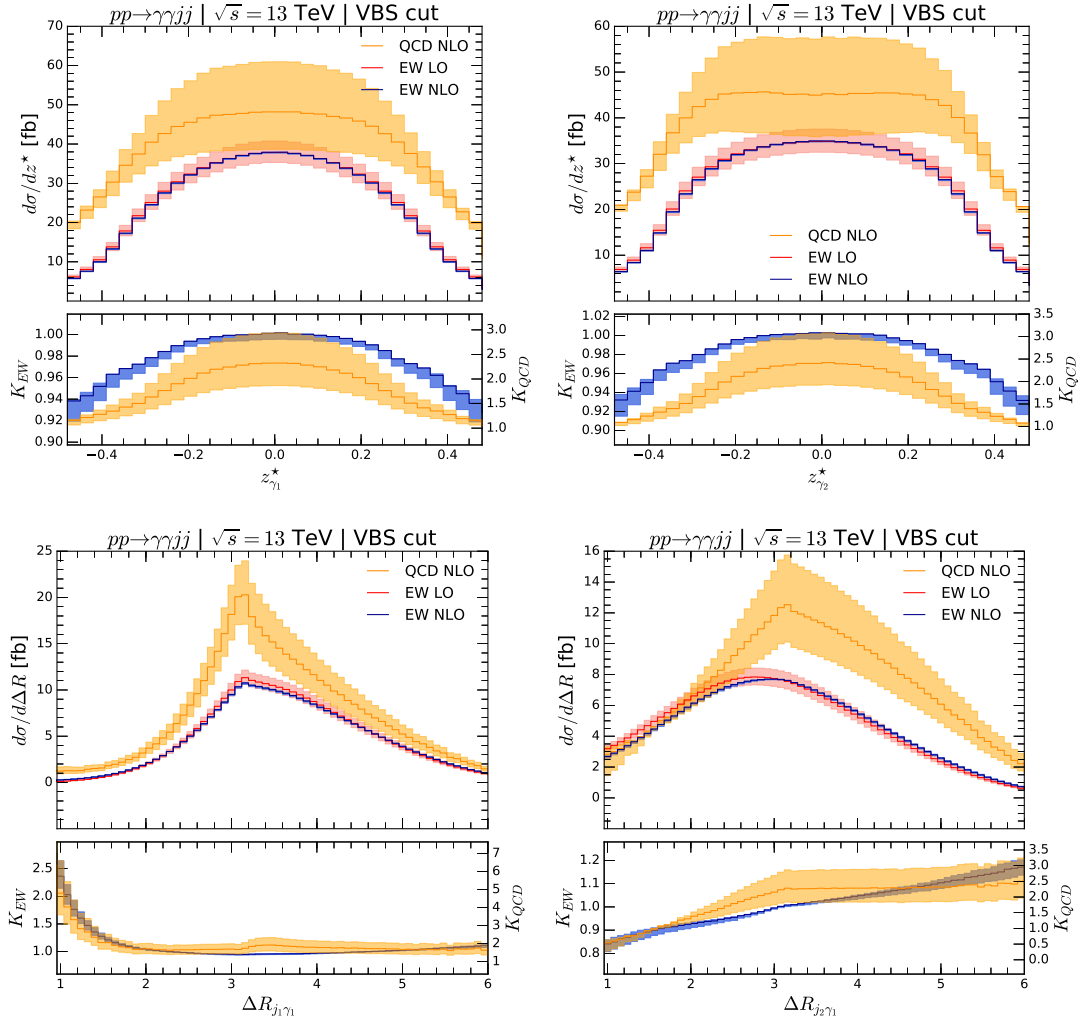 pp→γγjj | √s = 13 TeV | VBS cut
QCD NLO
EW LO
EW NLO
dσ/dz⋆ [fb]
70
60
50
40
30
20
10
K_EW
1.00
0.98
0.96
0.94
0.92
0.90
K_QCD
3.0
2.5
2.0
1.5
1.0
−0.4 −0.2 0.0 0.2 0.4
z⋆_γ₁
pp→γγjj | √s = 13 TeV | VBS cut
QCD NLO
EW LO
EW NLO
dσ/dz⋆ [fb]
60
50
40
30
20
10
K_EW
1.02
1.00
0.98
0.96
0.94
0.92
0.90
K_QCD
3.5
3.0
2.5
2.0
1.5
1.0
−0.4 −0.2 0.0 0.2 0.4
z⋆_γ₂
pp→γγjj | √s = 13 TeV | VBS cut
QCD NLO
EW LO
EW NLO
dσ/dΔR [fb]
25
20
15
10
5
0
K_EW
2.5
2.0
1.5
1.0
K_QCD
7
6
5
4
3
2
1
1 2 3 4 5 6
ΔR_j₁γ₁
pp→γγjj | √s = 13 TeV | VBS cut
QCD NLO
EW LO
EW NLO
dσ/dΔR [fb]
16
14
12
10
8
6
4
2
0
K_EW
1.2
1.1
1.0
0.9
0.8
K_QCD
3.5
3.0
2.5
2.0
1.5
1.0
0.5
0.0
1 2 3 4 5 6
ΔR_j₂γ₁